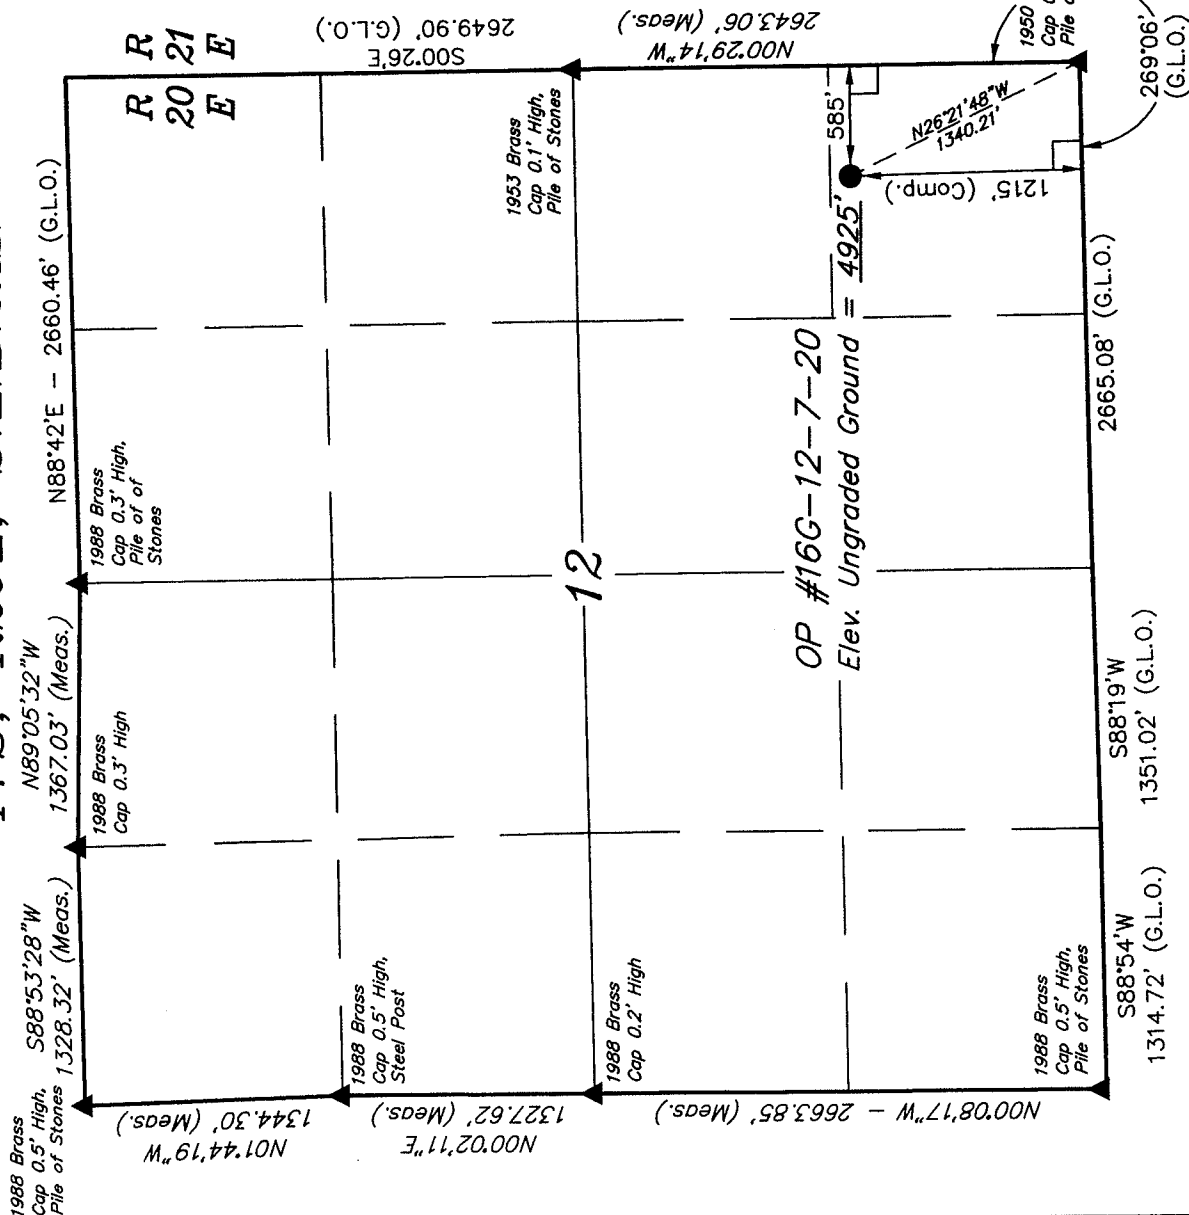 R 21 E
R 20 E
1988 Brass
Cap 0.5' High,
Pile of Stones
S88°53'28"W
1328.32' (Meas.)
N89°05'32"W
1367.03' (Meas.)
N88°42'E - 2660.46' (G.L.O.)
1988 Brass
Cap 0.3' High
1988 Brass
Cap 0.3' High,
Pile of of
Stones
S00°26'E
2649.90' (G.L.O.)
N01°44'19"W
1344.30' (Meas.)
1988 Brass
Cap 0.5' High,
Steel Post
N00°02'11"E
1327.62' (Meas.)
1953 Brass
Cap 0.1' High,
Pile of Stones
12
1988 Brass
Cap 0.2' High
N00°29'14"W
2643.06' (Meas.)
N00°08'17"W - 2663.85' (Meas.)
OP #16G-12-7-20
Elev. Ungraded Ground = 4925'
585'
N26°21'48"W
1340.21'
1215' (Comp.)
1950
Cap
Pile
269°06'
(G.L.O.)
1988 Brass
Cap 0.5' High,
Pile of Stones
S88°54'W
1314.72' (G.L.O.)
S88°19'W
1351.02' (G.L.O.)
2665.08' (G.L.O.)